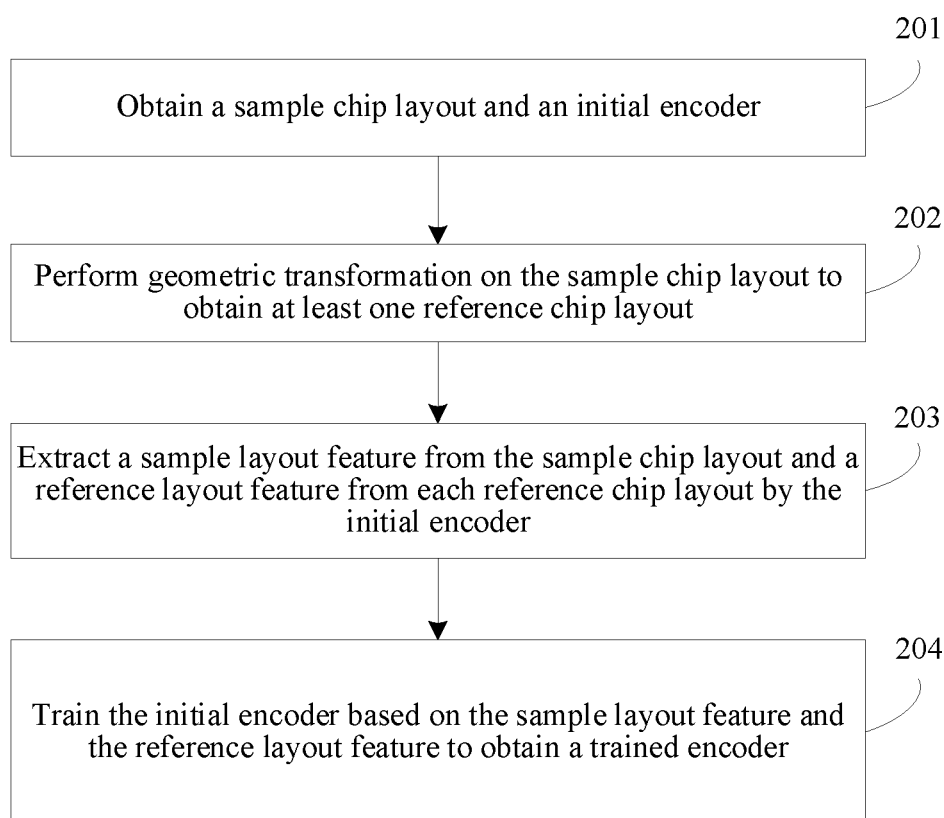 201
Obtain a sample chip layout and an initial encoder
202
Perform geometric transformation on the sample chip layout to
obtain at least one reference chip layout
203
Extract a sample layout feature from the sample chip layout and a
reference layout feature from each reference chip layout by the
initial encoder
204
Train the initial encoder based on the sample layout feature and
the reference layout feature to obtain a trained encoder